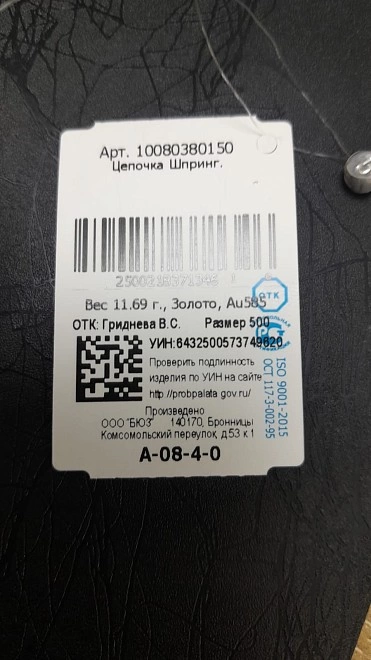 Арт. 10080380150
Цепочка Шпринг.
Вес 11.69 г., Золото, Au585
ОТК
ОТК: Гриднева В.С. Размер 500
УИН:6432500573749620
Проверить подлинность
изделия по УИН на сайте
http://probpalata.gov.ru/
Произведено
ООО "БЮЗ" 140170, Бронницы
Комсомольский переулок, д.53 к 1
А-08-4-0
ISO 9001-2015
ОСТ 117-3-002-95